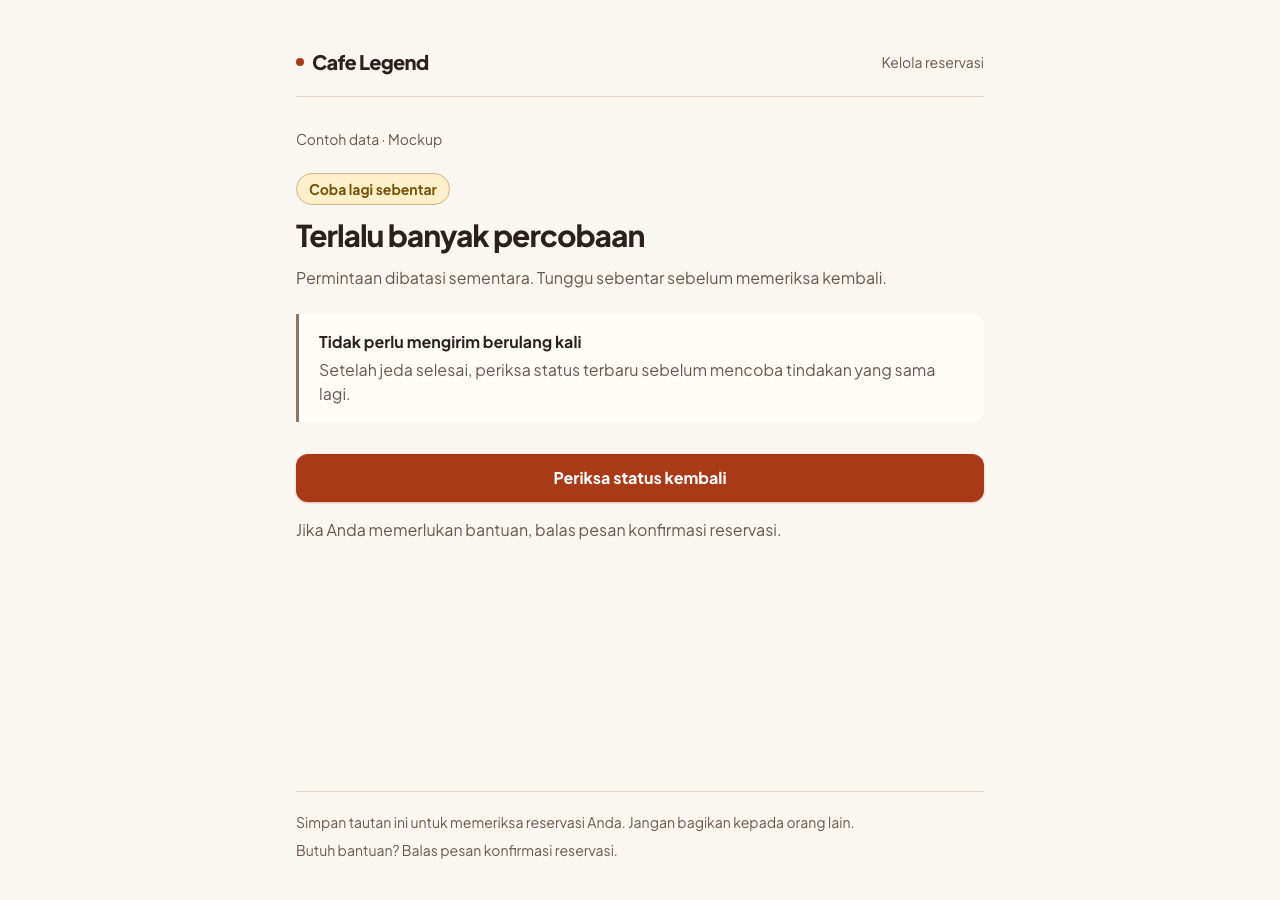 Cafe Legend
Kelola reservasi
Contoh data · Mockup
Coba lagi sebentar
Terlalu banyak percobaan
Permintaan dibatasi sementara. Tunggu sebentar sebelum memeriksa kembali.
Tidak perlu mengirim berulang kali
Setelah jeda selesai, periksa status terbaru sebelum mencoba tindakan yang sama
lagi.
Periksa status kembali
Jika Anda memerlukan bantuan, balas pesan konfirmasi reservasi.
Simpan tautan ini untuk memeriksa reservasi Anda. Jangan bagikan kepada orang lain.
Butuh bantuan? Balas pesan konfirmasi reservasi.